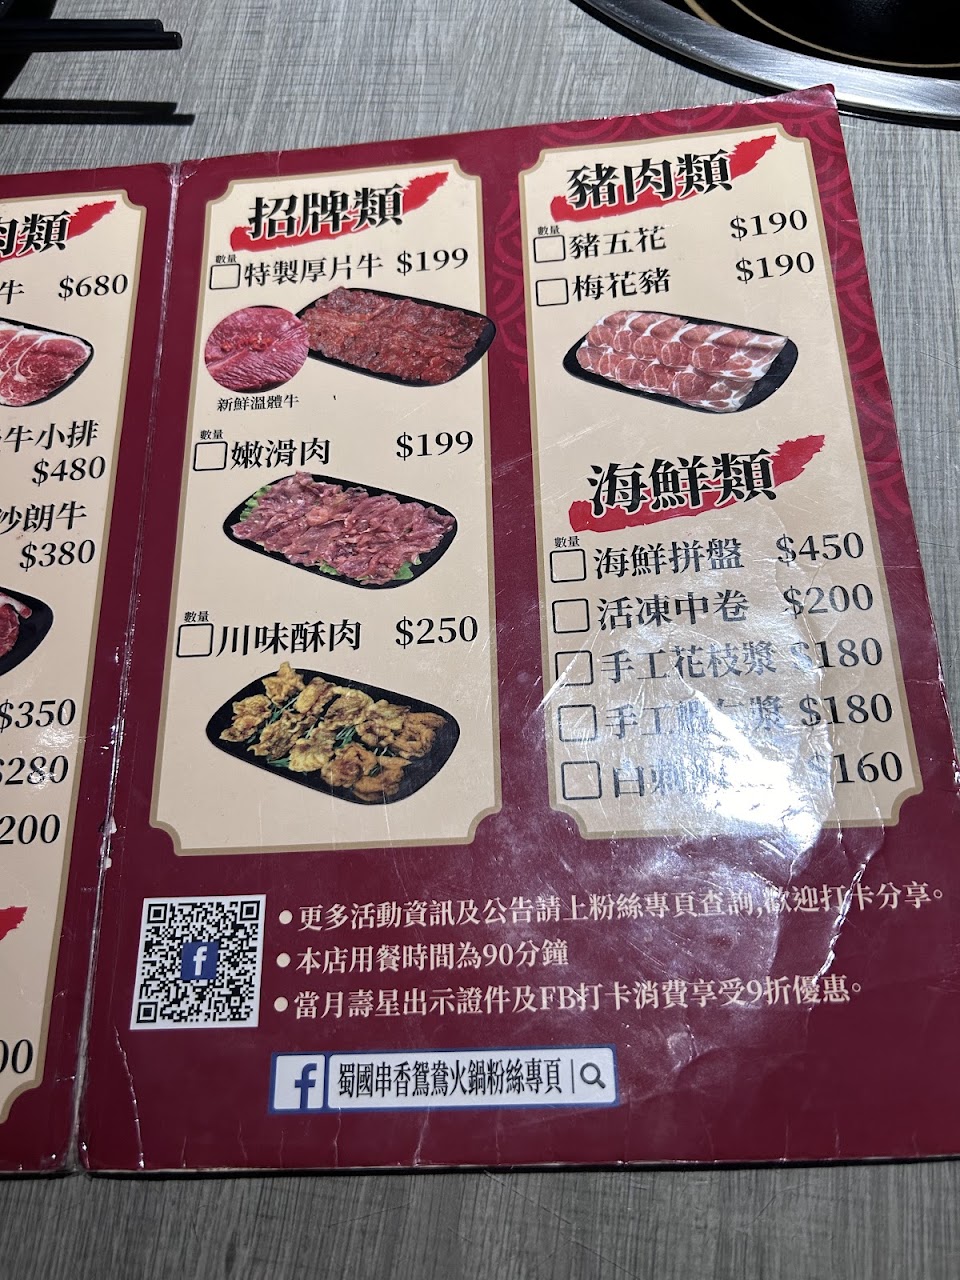 肉類
牛 $680
牛小排
$480
沙朗牛
$380
$350
$280
200
00
招牌類
數量
特製厚片牛 $199
新鮮溫體牛
數量
嫩滑肉 $199
數量
川味酥肉 $250
豬肉類
數量
豬五花 $190
梅花豬 $190
海鮮類
數量
海鮮拼盤 $450
活凍中卷 $200
手工花枝漿 $180
手工蝦仁漿 $180
白刺 $160
•更多活動資訊及公告請上粉絲專頁查詢,歡迎打卡分享。
•本店用餐時間為90分鐘
•當月壽星出示證件及FB打卡消費享受9折優惠。
f 蜀國串香鴛鴦火鍋粉絲專頁